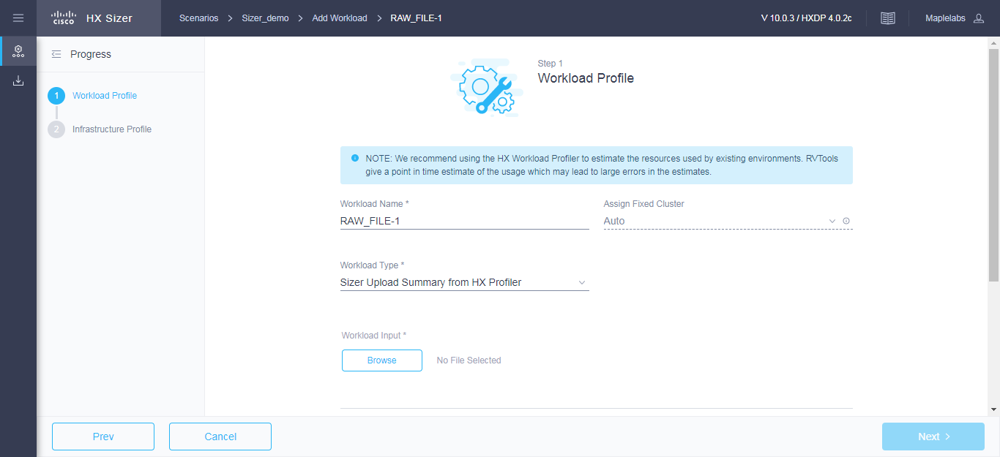 CISCO
HX Sizer
Scenarios > Sizer_demo > Add Workload > RAW_FILE-1
V 10.0.3 / HXDP 4.0.2c
Maplelabs
Progress
1 Workload Profile
2 Infrastructure Profile
Step 1
Workload Profile
NOTE: We recommend using the HX Workload Profiler to estimate the resources used by existing environments. RVTools
give a point in time estimate of the usage which may lead to large errors in the estimates.
Workload Name *
RAW_FILE-1
Assign Fixed Cluster
Auto
Workload Type *
Sizer Upload Summary from HX Profiler
Workload Input *
Browse
No File Selected
Prev
Cancel
Next >